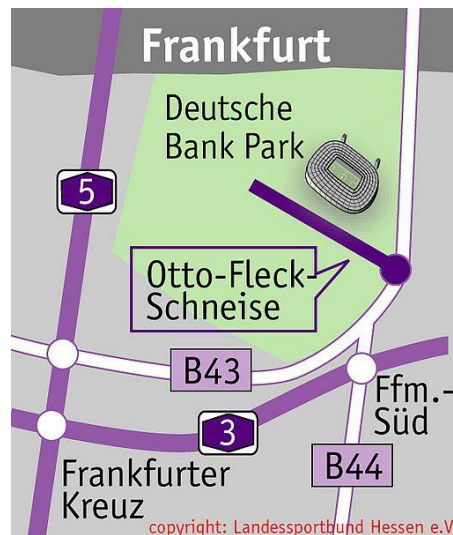 Frankfurt
Deutsche
Bank Park
5
Otto-Fleck-
Schneise
B43
Ffm.-
Süd
3
B44
Frankfurter
Kreuz
copyright: Landessportbund Hessen e.V